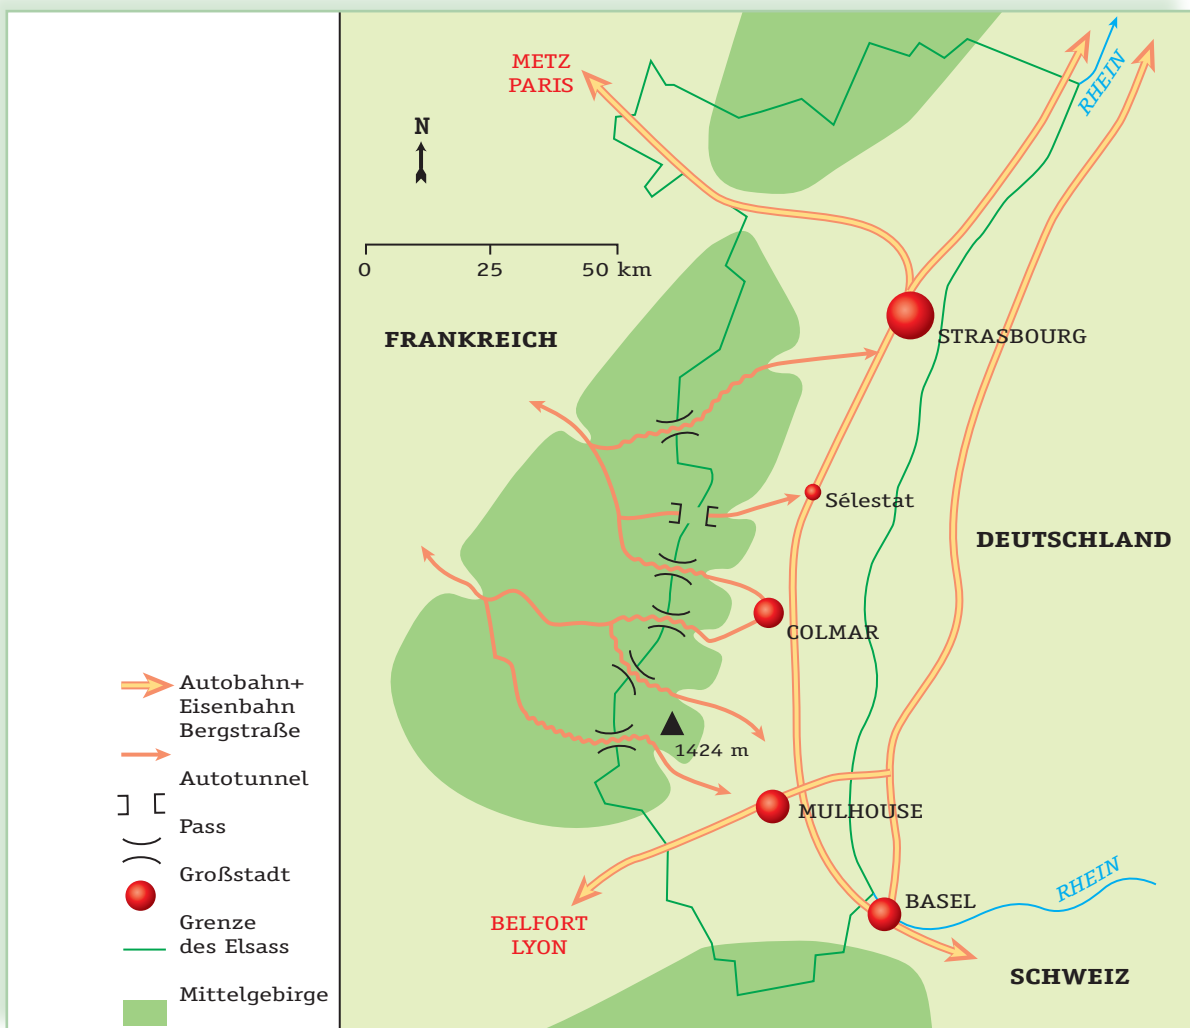 METZ
PARIS
RHEIN
N
0 25 50 km
FRANKREICH
STRASBOURG
Sélestat
DEUTSCHLAND
COLMAR
1424 m
MULHOUSE
BASEL
RHEIN
BELFORT
LYON
SCHWEIZ
Autobahn+
Eisenbahn
Bergstraße
Autotunnel
Pass
Großstadt
Grenze
des Elsass
Mittelgebirge